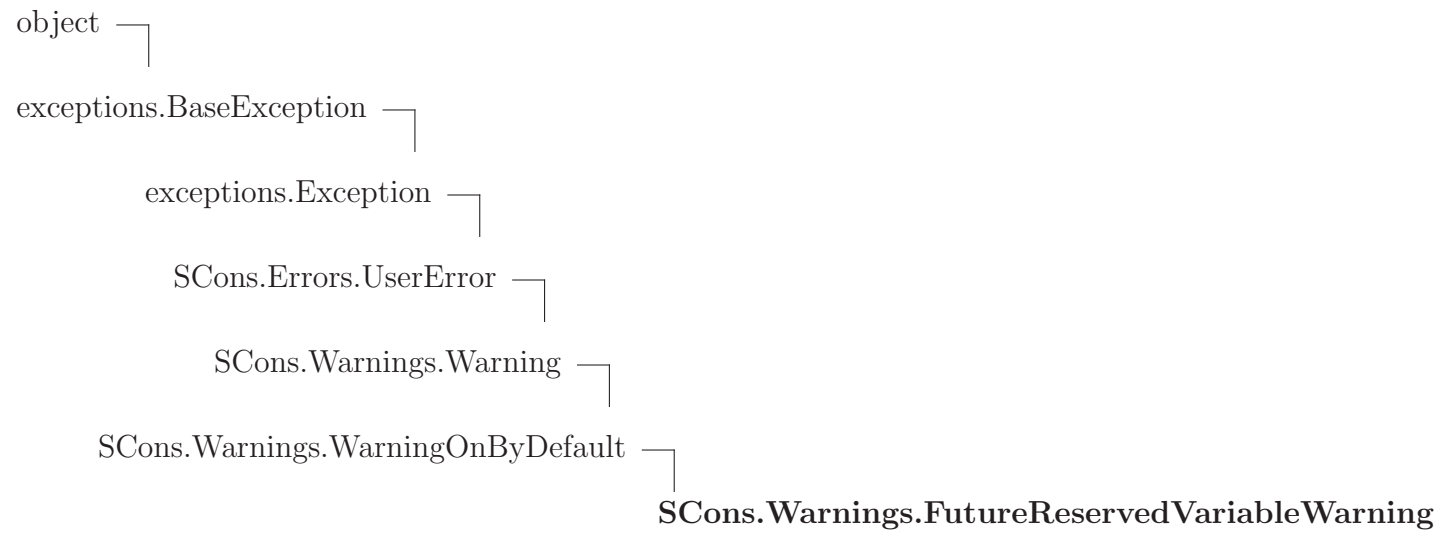 object
exceptions.BaseException
exceptions.Exception
SCons.Errors.UserError
SCons.Warnings.Warning
SCons.Warnings.WarningOnByDefault
SCons.Warnings.FutureReservedVariableWarning